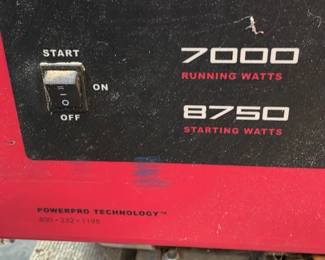 START
ON
OFF
7000
RUNNING WATTS
8750
STARTING WATTS
POWERPRO TECHNOLOGY™